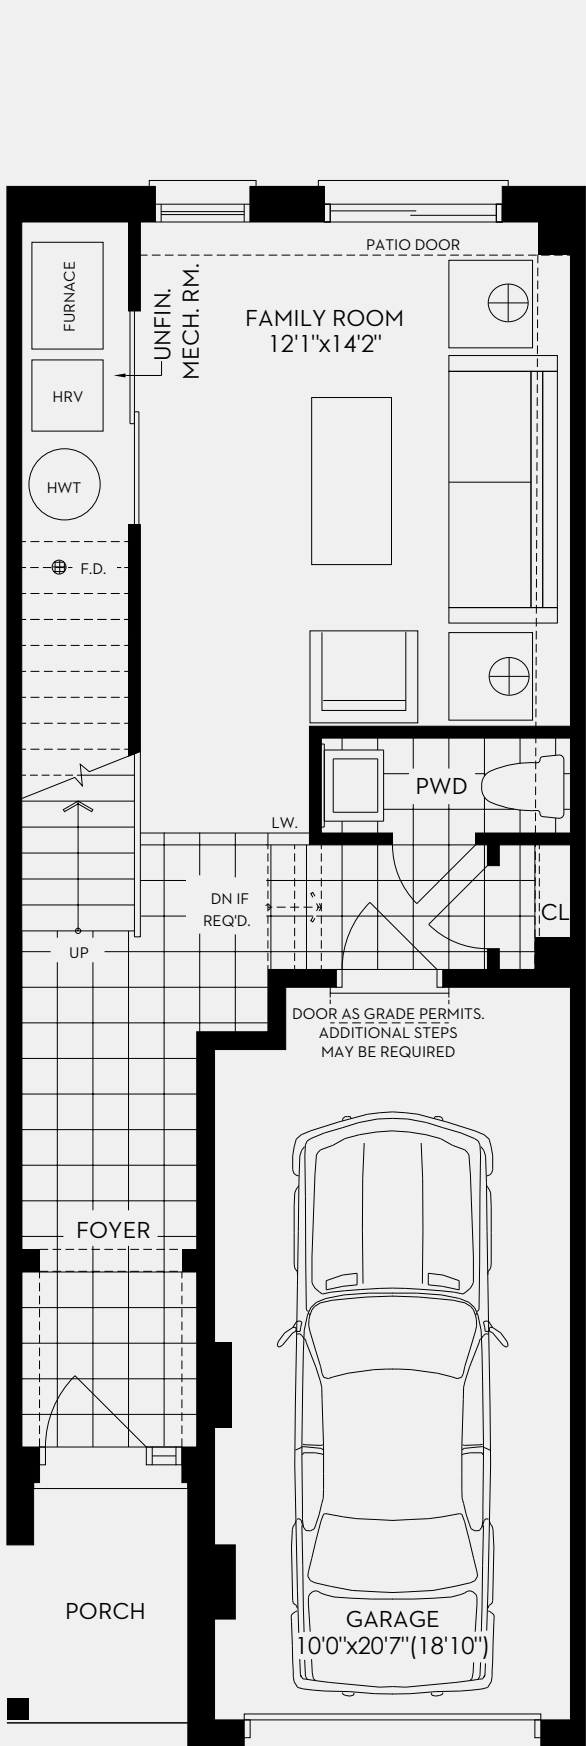 PATIO DOOR
FURNACE
UNFIN.
MECH. RM.
FAMILY ROOM
12'1"x14'2"
HRV
HWT
F.D.
PWD
LW.
DN IF
REQ'D.
CL
UP
DOOR AS GRADE PERMITS.
ADDITIONAL STEPS
MAY BE REQUIRED
FOYER
PORCH
GARAGE
10'0"x20'7"(18'10")